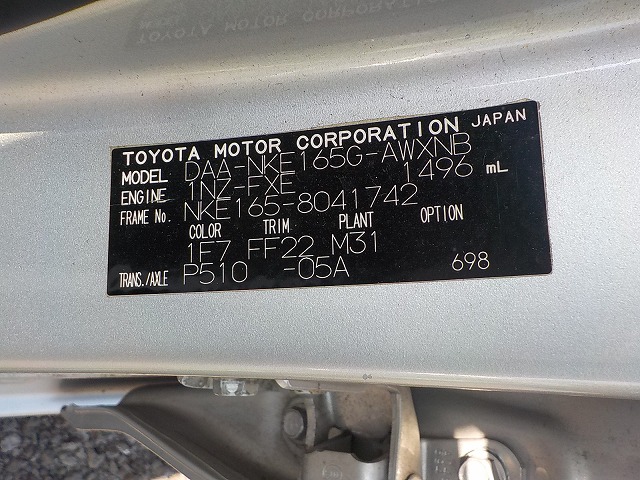 TOYOTA MOTOR CORPORATION JAPAN
MODEL DAA-NKE165G-AWXNB
ENGINE 1NZ-FXE 1496 mL
FRAME No. NKE165-8041742
COLOR TRIM PLANT OPTION
1F7 FF22 M31
TRANS./AXLE P510 -05A 698